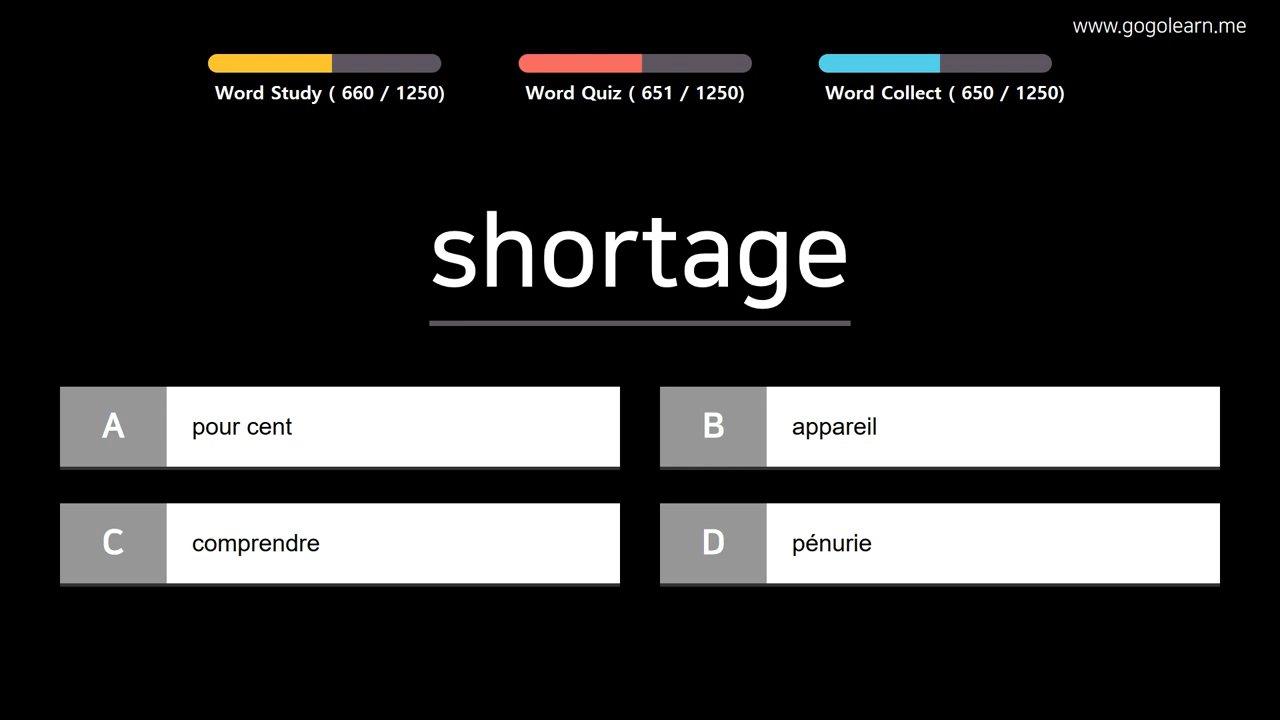 www.gogolearn.me
Word Study ( 660 / 1250)
Word Quiz ( 651 / 1250)
Word Collect ( 650 / 1250)
shortage
A pour cent
B appareil
C comprendre
D pénurie